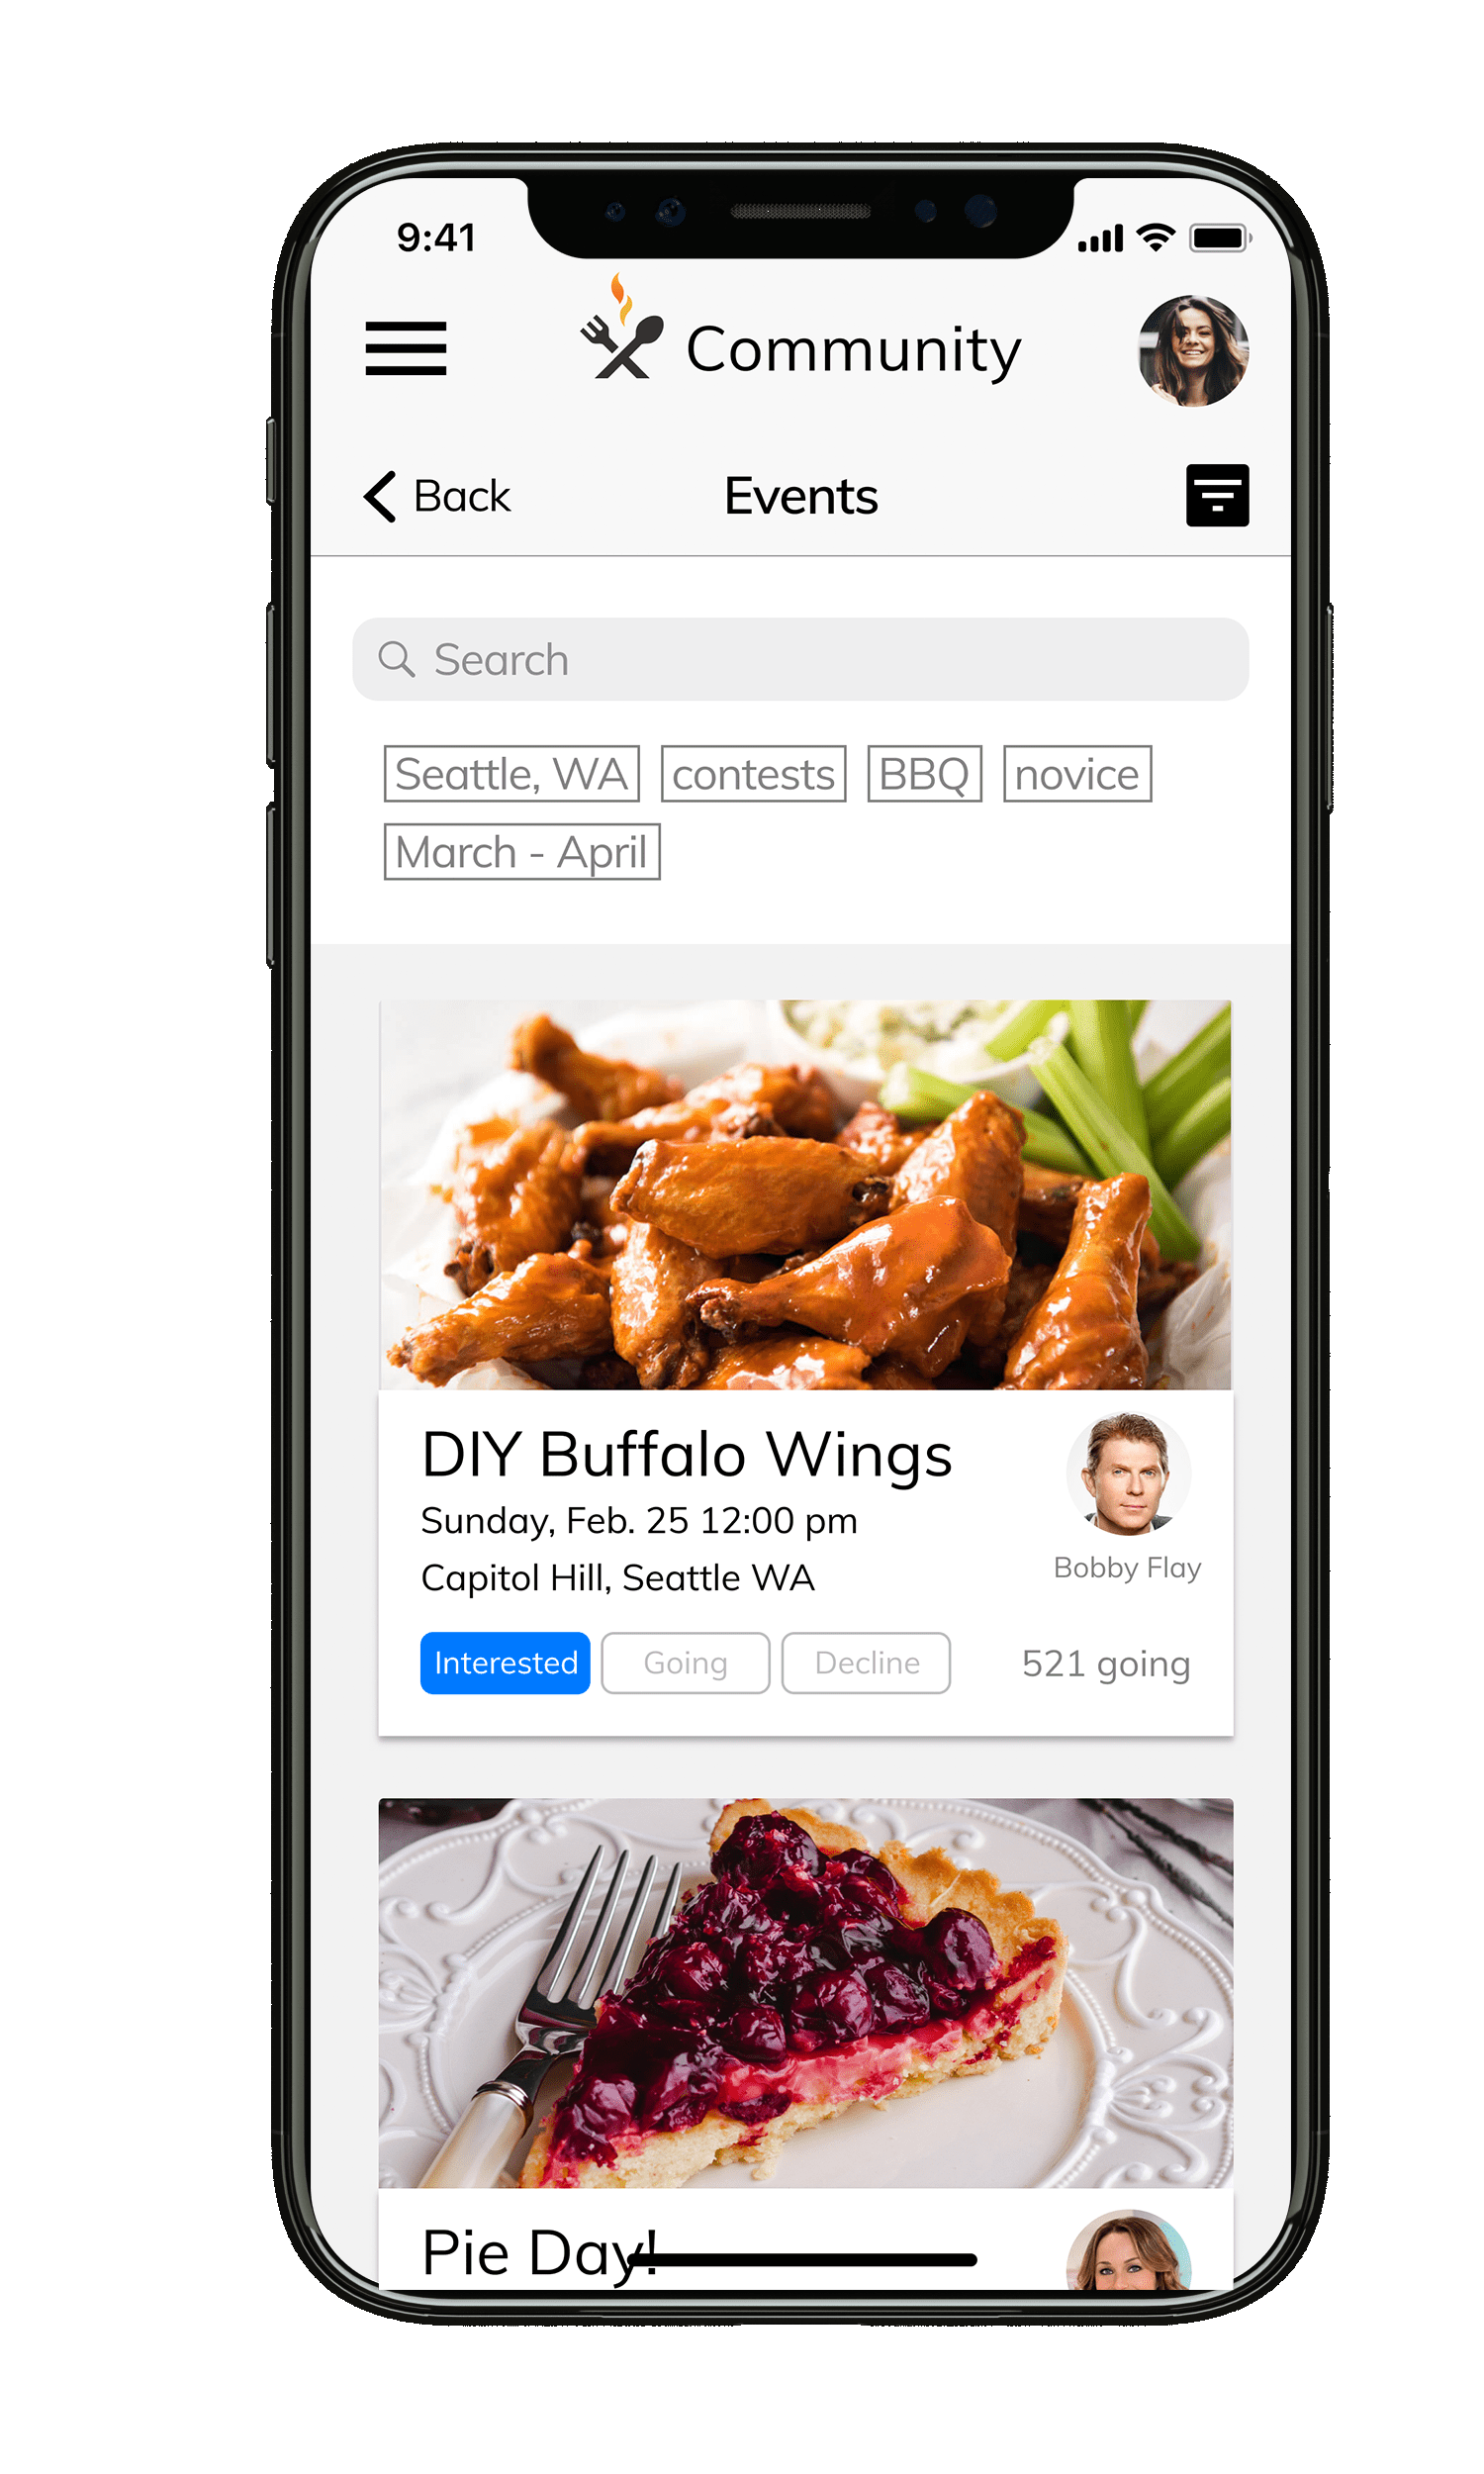 9:41
Community
Back Events
Search
Seattle, WA contests BBQ novice
March - April
DIY Buffalo Wings
Sunday, Feb. 25 12:00 pm
Capitol Hill, Seattle WA
Bobby Flay
Interested Going Decline 521 going
Pie Day!